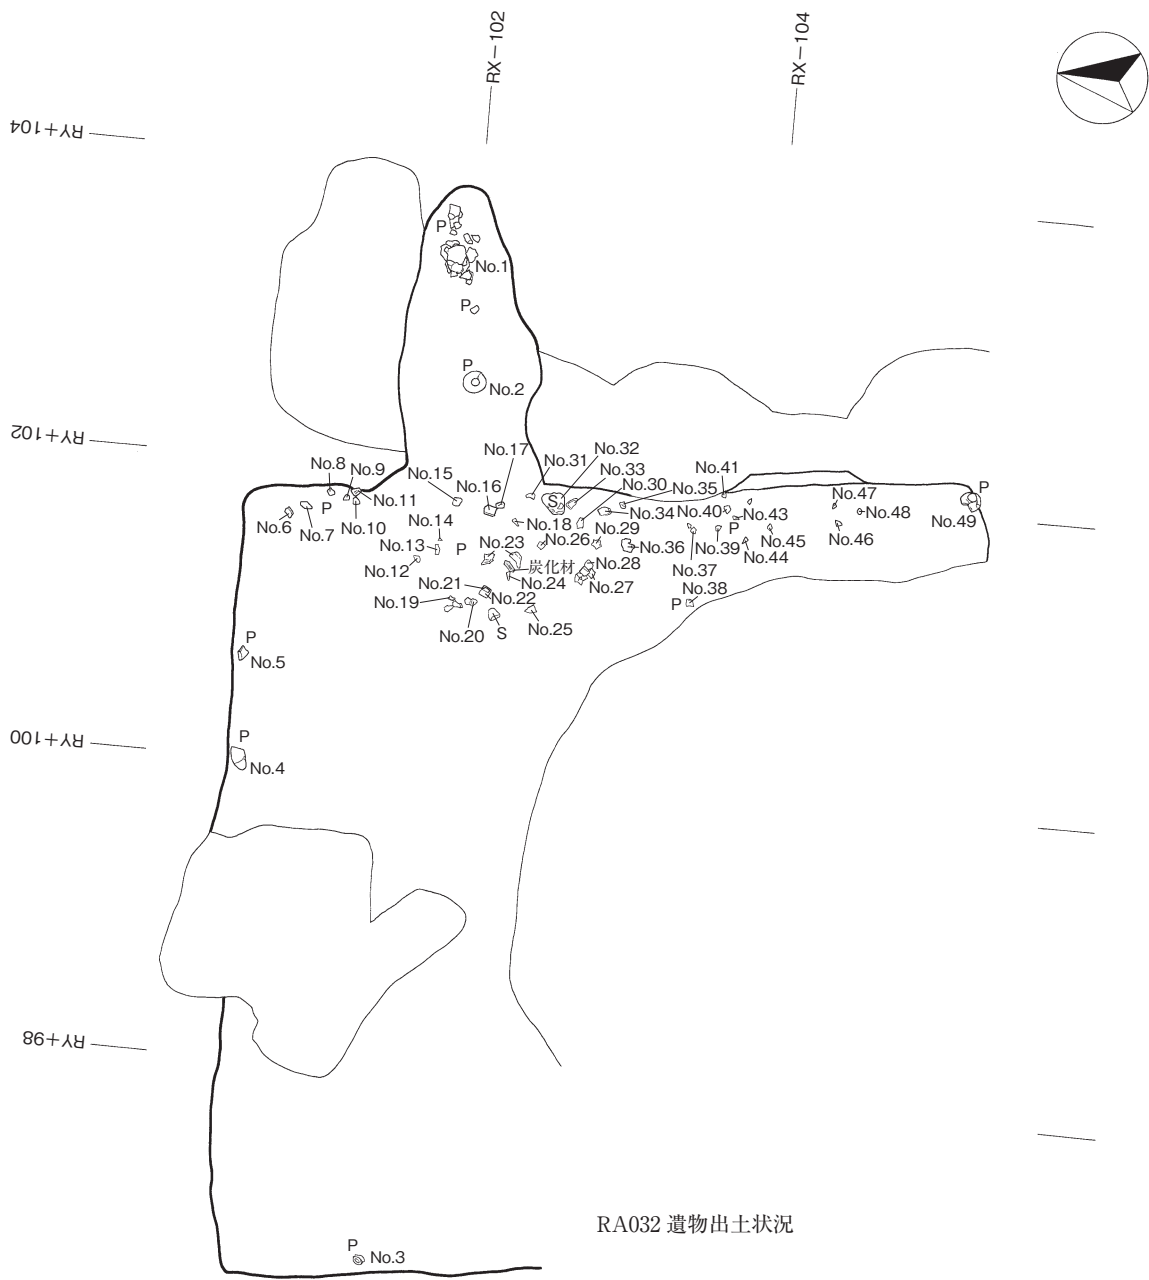 RX−102
RX−104
RY+104
P
No.1
P
P
No.2
RY+102
No.17
No.32
No.8
No.9
No.15
No.31
No.33
No.41
No.16
No.30
No.35
No.47
P
S
No.11
No.40
No.34
No.43
No.48
No.49
No.6
P
No.7
No.10
No.14
No.18
No.29
P
No.46
No.13
P
No.23
No.26
No.36
No.39
No.45
No.44
No.12
炭化材
No.28
No.37
No.21
No.24
No.27
No.38
No.19
No.22
P
No.20
S
No.25
P
No.5
RY+100
P
No.4
RY+98
RA032 遺物出土状況
P
No.3